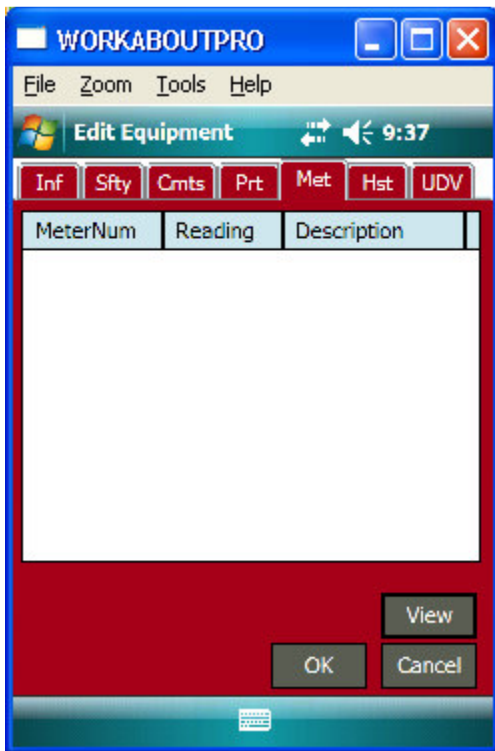 WORKABOUTPRO
File Zoom Tools Help
Edit Equipment 9:37
Inf Sfty Cmts Prt Met Hst UDV
MeterNum Reading Description
View
OK Cancel